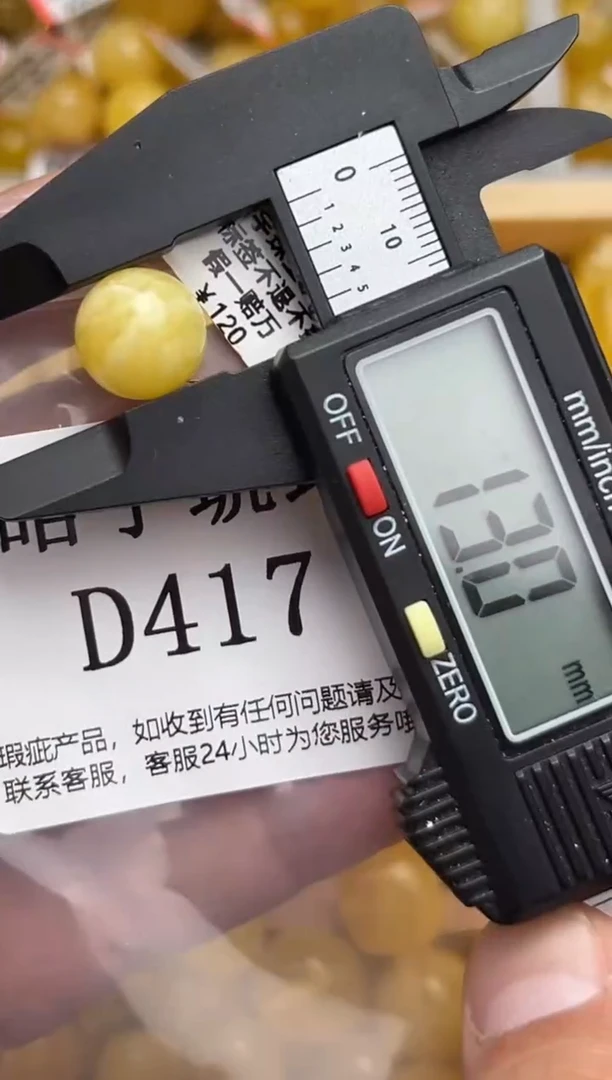 0
10
1 2 3 4 5
标签不退不
假一赔万
￥120
OFF
ON
ZERO
mm/inch
13.0
mm
D417
瑕疵产品，如收到有任何问题请及
联系客服，客服24小时为您服务哦